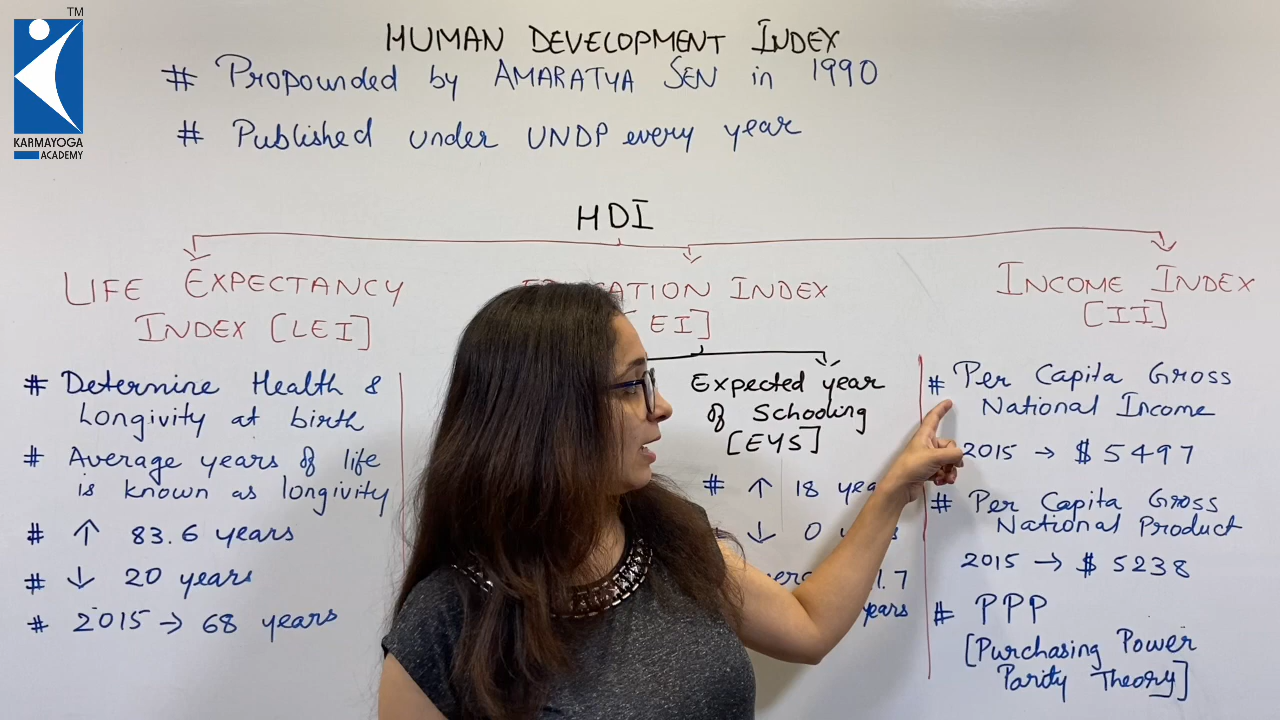 TM
KARMAYOGA
ACADEMY
HUMAN DEVELOPMENT INDEX
# Propounded by AMARATYA SEN in 1990
# Published under UNDP every year
HDI
LIFE EXPECTANCY
INDEX [LEI]
# Determine Health &
Longivity at birth
# Average years of life
is known as longivity
# ↑ 83.6 years
# ↓ 20 years
# 2015 → 68 years
INDEX
EI]
Expected year
of Schooling
[EYS]
# ↑ 18
↓ 0
INCOME INDEX
[II]
# Per Capita Gross
National Income
2015 → $ 5497
# Per Capita Gross
National Product
2015 → $ 5238
# PPP
[Purchasing Power
Parity Theory]